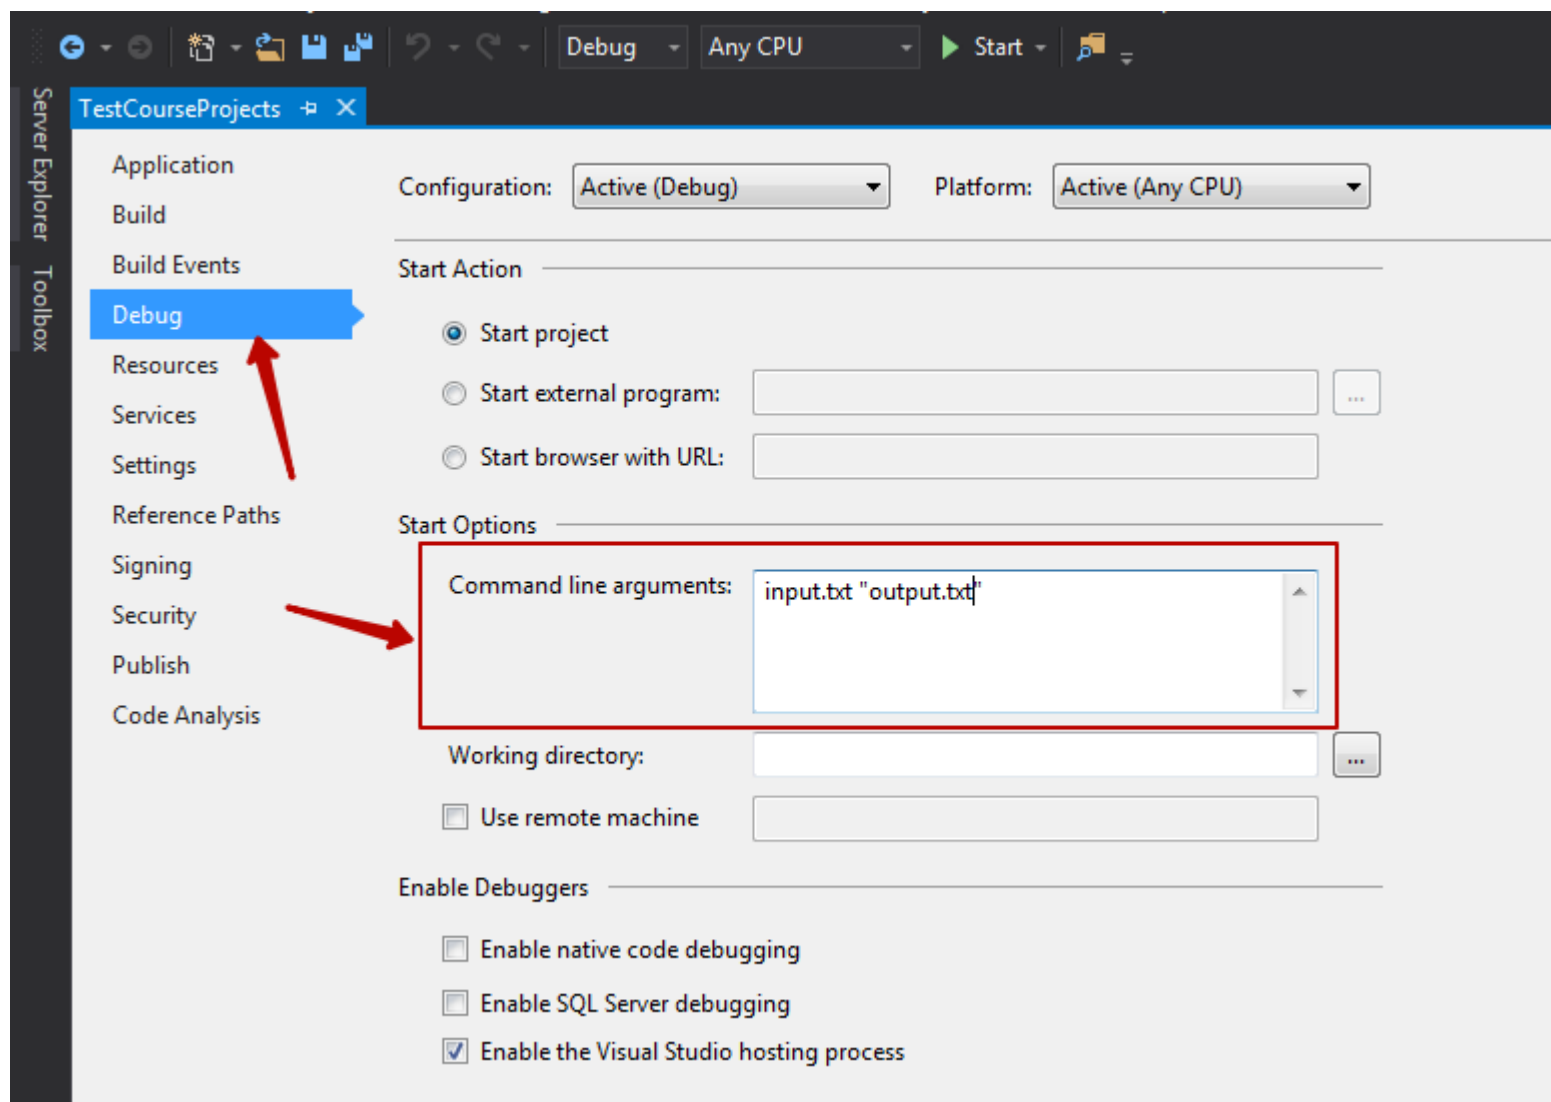 Debug Any CPU Start
Server Explorer
Toolbox
TestCourseProjects
Application
Build
Build Events
Debug
Resources
Services
Settings
Reference Paths
Signing
Security
Publish
Code Analysis
Configuration: Active (Debug) Platform: Active (Any CPU)
Start Action
Start project
Start external program: ...
Start browser with URL:
Start Options
Command line arguments: input.txt "output.txt"
Working directory: ...
Use remote machine
Enable Debuggers
Enable native code debugging
Enable SQL Server debugging
Enable the Visual Studio hosting process